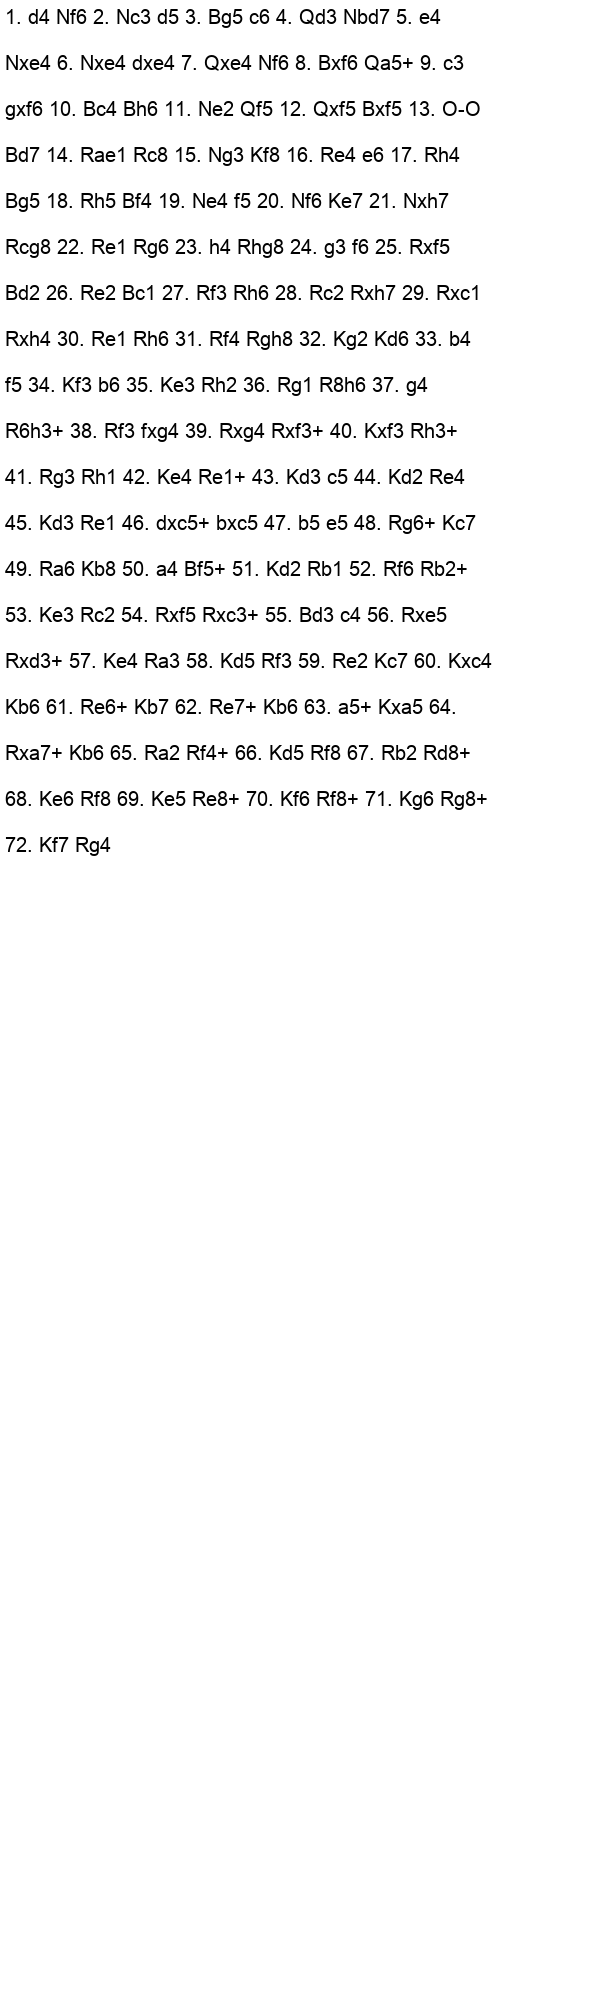 1. d4 Nf6 2. Nc3 d5 3. Bg5 c6 4. Qd3 Nbd7 5. e4
Nxe4 6. Nxe4 dxe4 7. Qxe4 Nf6 8. Bxf6 Qa5+ 9. c3
gxf6 10. Bc4 Bh6 11. Ne2 Qf5 12. Qxf5 Bxf5 13. O-O
Bd7 14. Rae1 Rc8 15. Ng3 Kf8 16. Re4 e6 17. Rh4
Bg5 18. Rh5 Bf4 19. Ne4 f5 20. Nf6 Ke7 21. Nxh7
Rcg8 22. Re1 Rg6 23. h4 Rhg8 24. g3 f6 25. Rxf5
Bd2 26. Re2 Bc1 27. Rf3 Rh6 28. Rc2 Rxh7 29. Rxc1
Rxh4 30. Re1 Rh6 31. Rf4 Rgh8 32. Kg2 Kd6 33. b4
f5 34. Kf3 b6 35. Ke3 Rh2 36. Rg1 R8h6 37. g4
R6h3+ 38. Rf3 fxg4 39. Rxg4 Rxf3+ 40. Kxf3 Rh3+
41. Rg3 Rh1 42. Ke4 Re1+ 43. Kd3 c5 44. Kd2 Re4
45. Kd3 Re1 46. dxc5+ bxc5 47. b5 e5 48. Rg6+ Kc7
49. Ra6 Kb8 50. a4 Bf5+ 51. Kd2 Rb1 52. Rf6 Rb2+
53. Ke3 Rc2 54. Rxf5 Rxc3+ 55. Bd3 c4 56. Rxe5
Rxd3+ 57. Ke4 Ra3 58. Kd5 Rf3 59. Re2 Kc7 60. Kxc4
Kb6 61. Re6+ Kb7 62. Re7+ Kb6 63. a5+ Kxa5 64.
Rxa7+ Kb6 65. Ra2 Rf4+ 66. Kd5 Rf8 67. Rb2 Rd8+
68. Ke6 Rf8 69. Ke5 Re8+ 70. Kf6 Rf8+ 71. Kg6 Rg8+
72. Kf7 Rg4